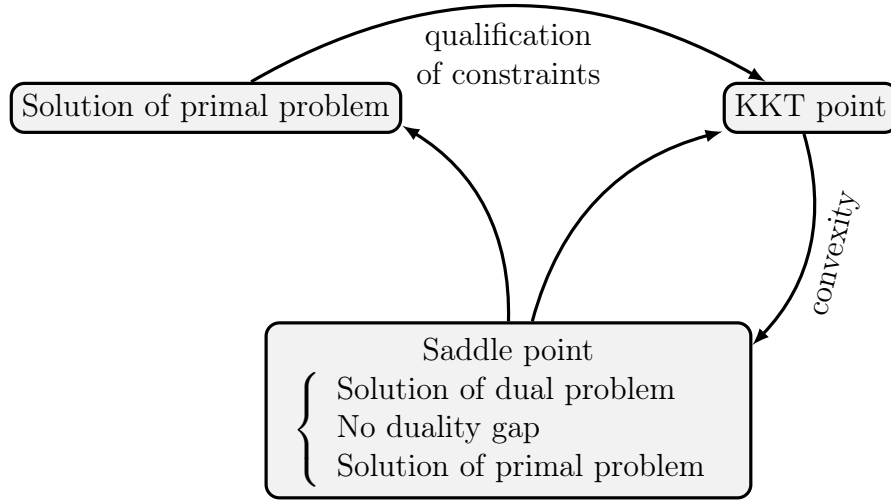 qualification
of constraints
Solution of primal problem
KKT point
convexity
Saddle point
Solution of dual problem
No duality gap
Solution of primal problem